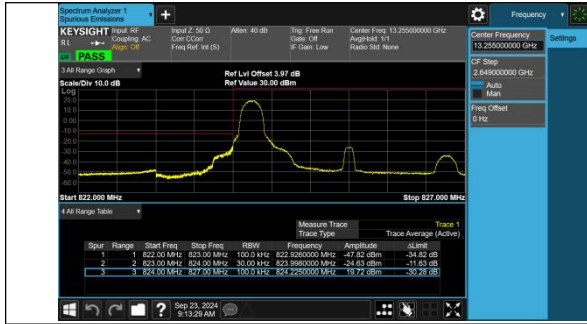 Spectrum Analyzer 1
Spurious Emissions
Frequency
KEYSIGHT
Input: RF
Input Z: 50 Ω
Atten: 40 dB
Trig: Free Run
Center Freq: 13.255000000 GHz
RL
Coupling: AC
Corr CCorr
Gate: Off
Avg|Hold: 1/1
Align: Off
Freq Ref: Int (S)
IF Gain: Low
Radio Std: None
PASS
Center Frequency
13.255000000 GHz
Settings
CF Step
2.649000000 GHz
Auto
Man
Freq Offset
0 Hz
3 All Range Graph
Ref Lvl Offset 3.97 dB
Scale/Div 10.0 dB
Ref Value 30.00 dBm
Log
20.0
10.0
0.00
-10.0
-20.0
-30.0
-40.0
-50.0
-60.0
Start 822.000 MHz
Stop 827.000 MHz
4 All Range Table
Measure Trace
Trace 1
Trace Type
Trace Average (Active)
Spur Range Start Freq Stop Freq RBW Frequency Amplitude ΔLimit
1 1 822.00 MHz 823.00 MHz 100.0 kHz 822.9260000 MHz -47.82 dBm -34.82 dB
2 2 823.00 MHz 824.00 MHz 30.00 kHz 823.9980000 MHz -24.63 dBm -11.63 dB
3 3 824.00 MHz 827.00 MHz 100.0 kHz 824.2250000 MHz 19.72 dBm -30.28 dB
Sep 23, 2024
9:13:29 AM